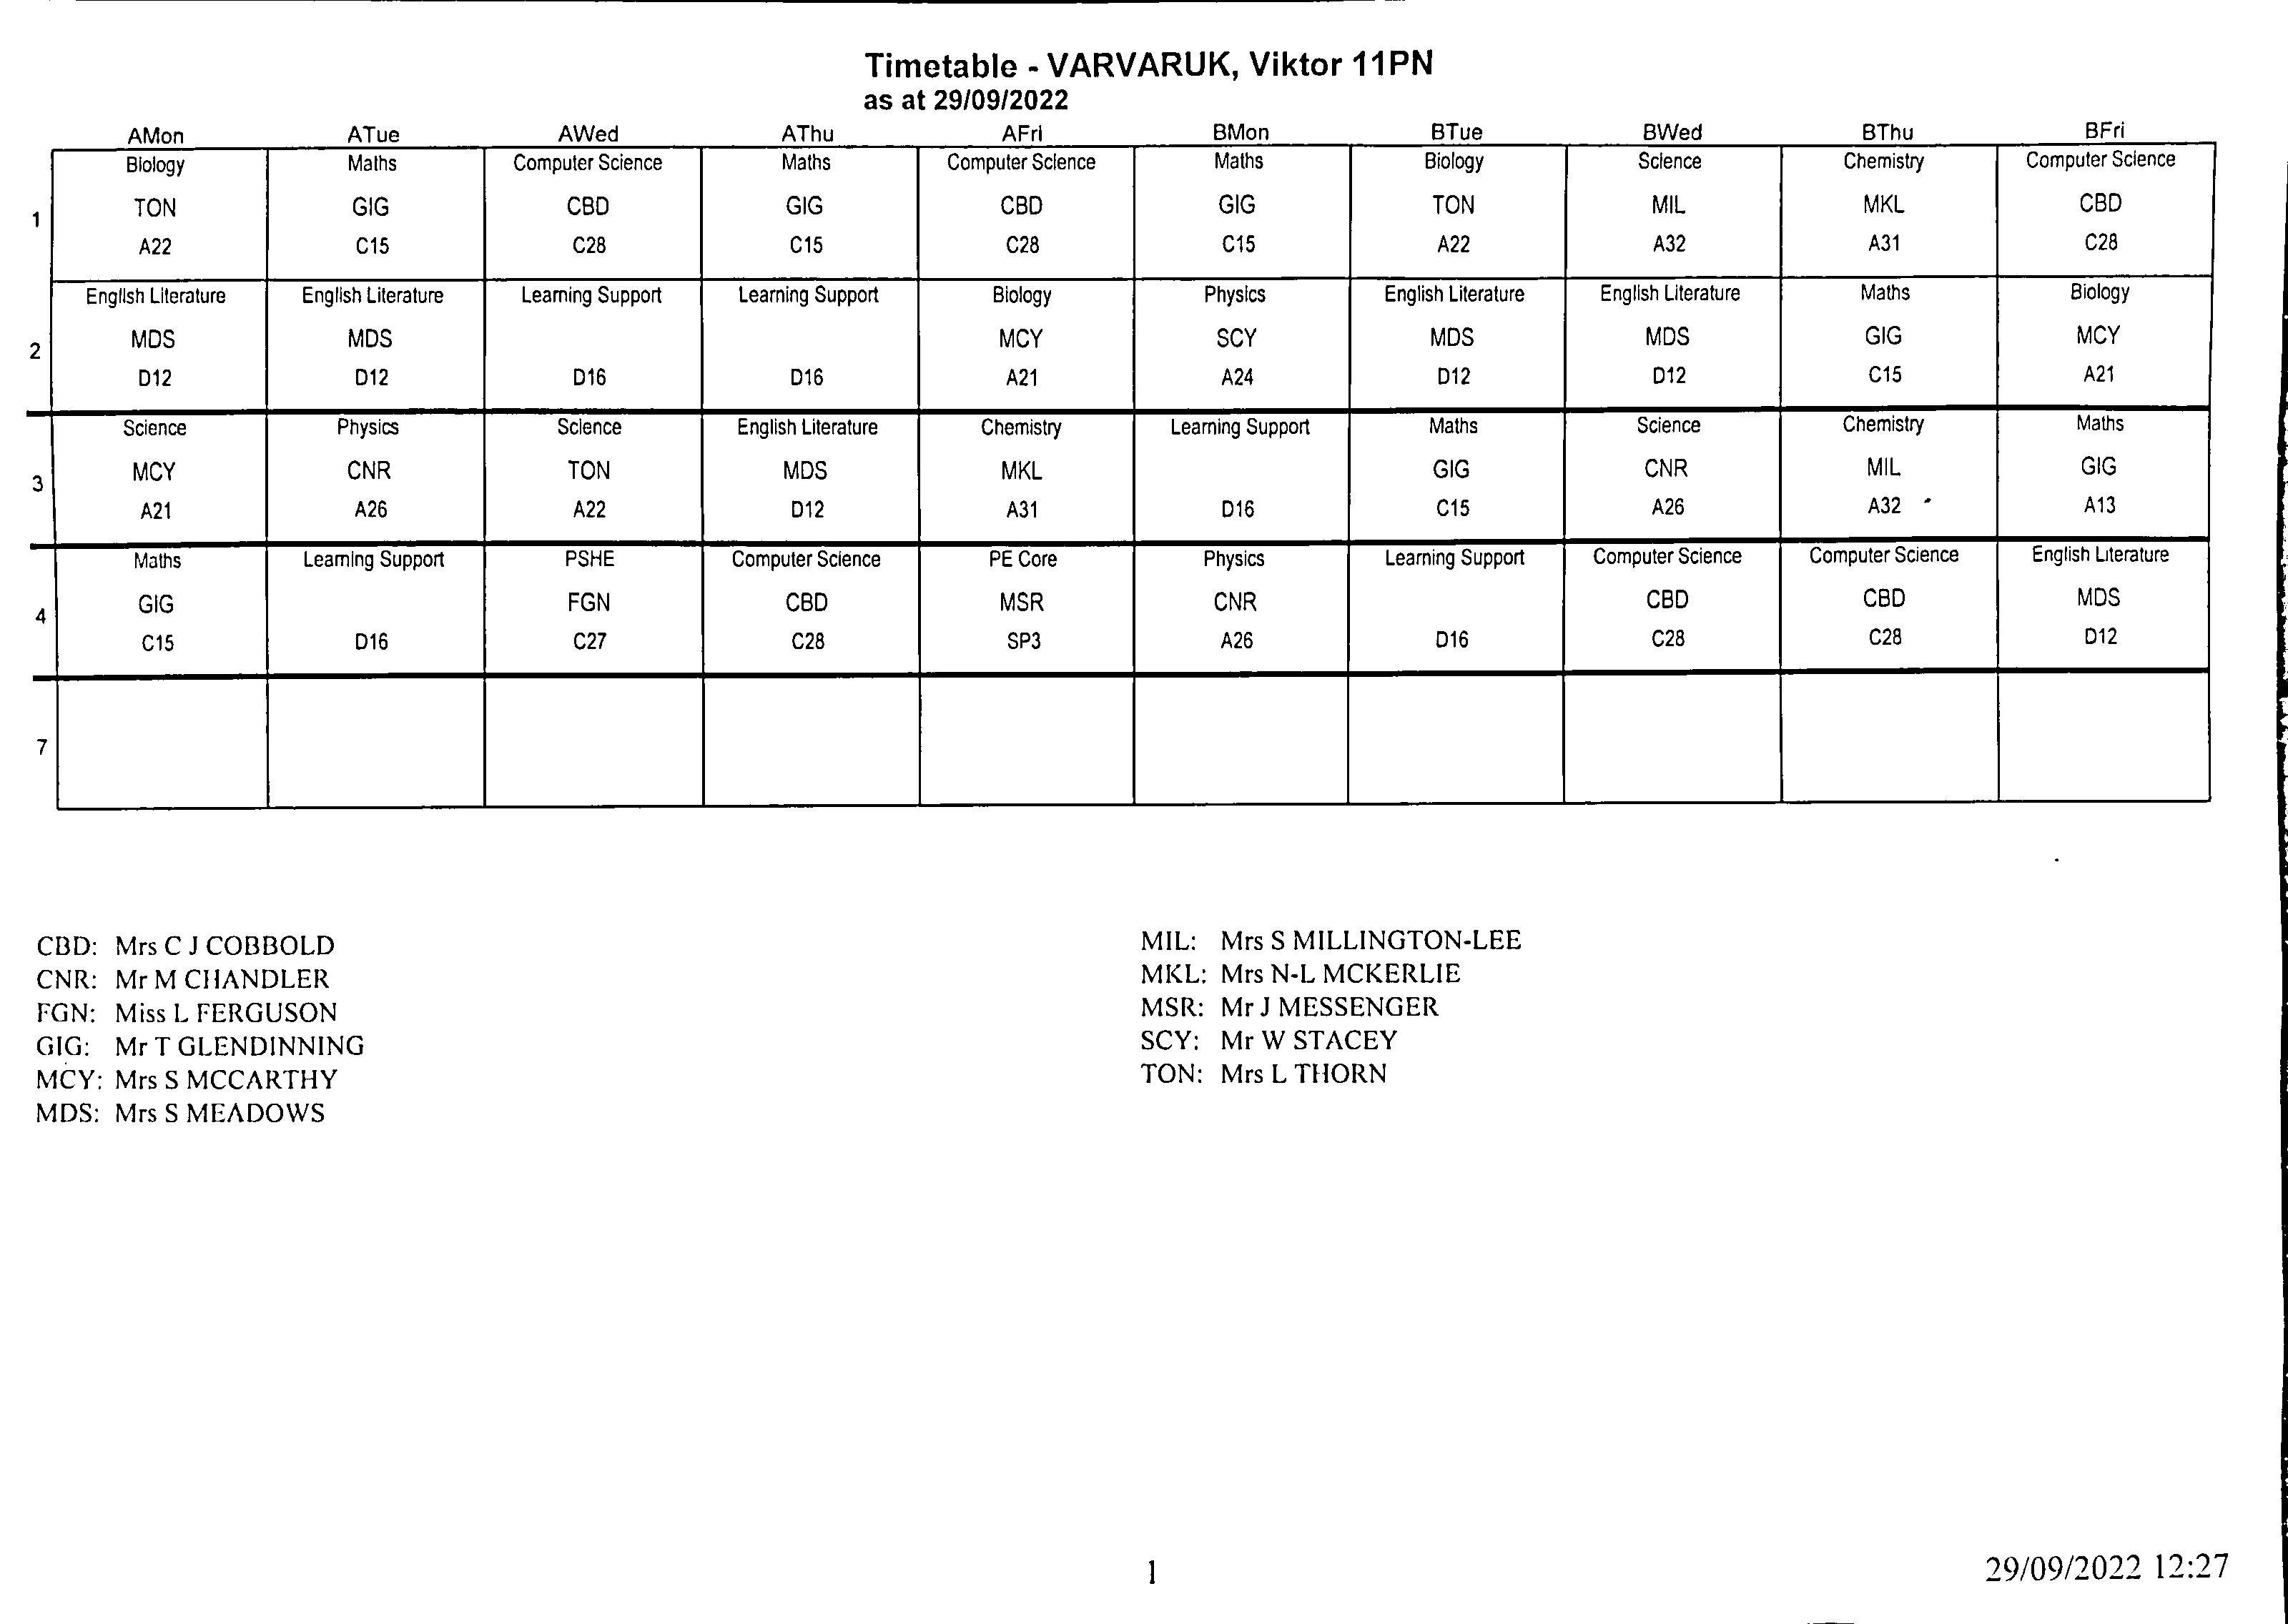 Timetable - VARVARUK, Viktor 11PN
as at 29/09/2022
AMon ATue AWed AThu AFri BMon BTue BWed BThu BFri
Biology Maths Computer Science Maths Computer Science Maths Biology Science Chemistry Computer Science
1 TON GIG CBD GIG CBD GIG TON MIL MKL CBD
A22 C15 C28 C15 C28 C15 A22 A32 A31 C28
English Literature English Literature Learning Support Learning Support Biology Physics English Literature English Literature Maths Biology
2 MDS MDS MCY SCY MDS MDS GIG MCY
D12 D12 D16 D16 A21 A24 D12 D12 C15 A21
Science Physics Science English Literature Chemistry Learning Support Maths Science Chemistry Maths
3 MCY CNR TON MDS MKL GIG CNR MIL GIG
A21 A26 A22 D12 A31 D16 C15 A26 A32 A13
Maths Learning Support PSHE Computer Science PE Core Physics Learning Support Computer Science Computer Science English Literature
4 GIG FGN CBD MSR CNR CBD CBD MDS
C15 D16 C27 C28 SP3 A26 D16 C28 C28 D12
7
CBD: Mrs C J COBBOLD
CNR: Mr M CHANDLER
FGN: Miss L FERGUSON
GIG: Mr T GLENDINNING
MCY: Mrs S MCCARTHY
MDS: Mrs S MEADOWS
MIL: Mrs S MILLINGTON-LEE
MKL: Mrs N-L MCKERLIE
MSR: Mr J MESSENGER
SCY: Mr W STACEY
TON: Mrs L THORN
1
29/09/2022 12:27